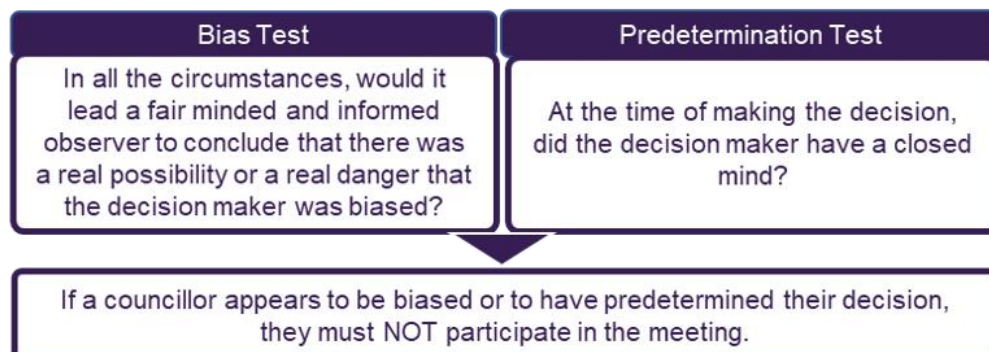 Bias Test
In all the circumstances, would it
lead a fair minded and informed
observer to conclude that there was
a real possibility or a real danger that
the decision maker was biased?
Predetermination Test
At the time of making the decision,
did the decision maker have a closed
mind?
If a councillor appears to be biased or to have predetermined their decision,
they must NOT participate in the meeting.